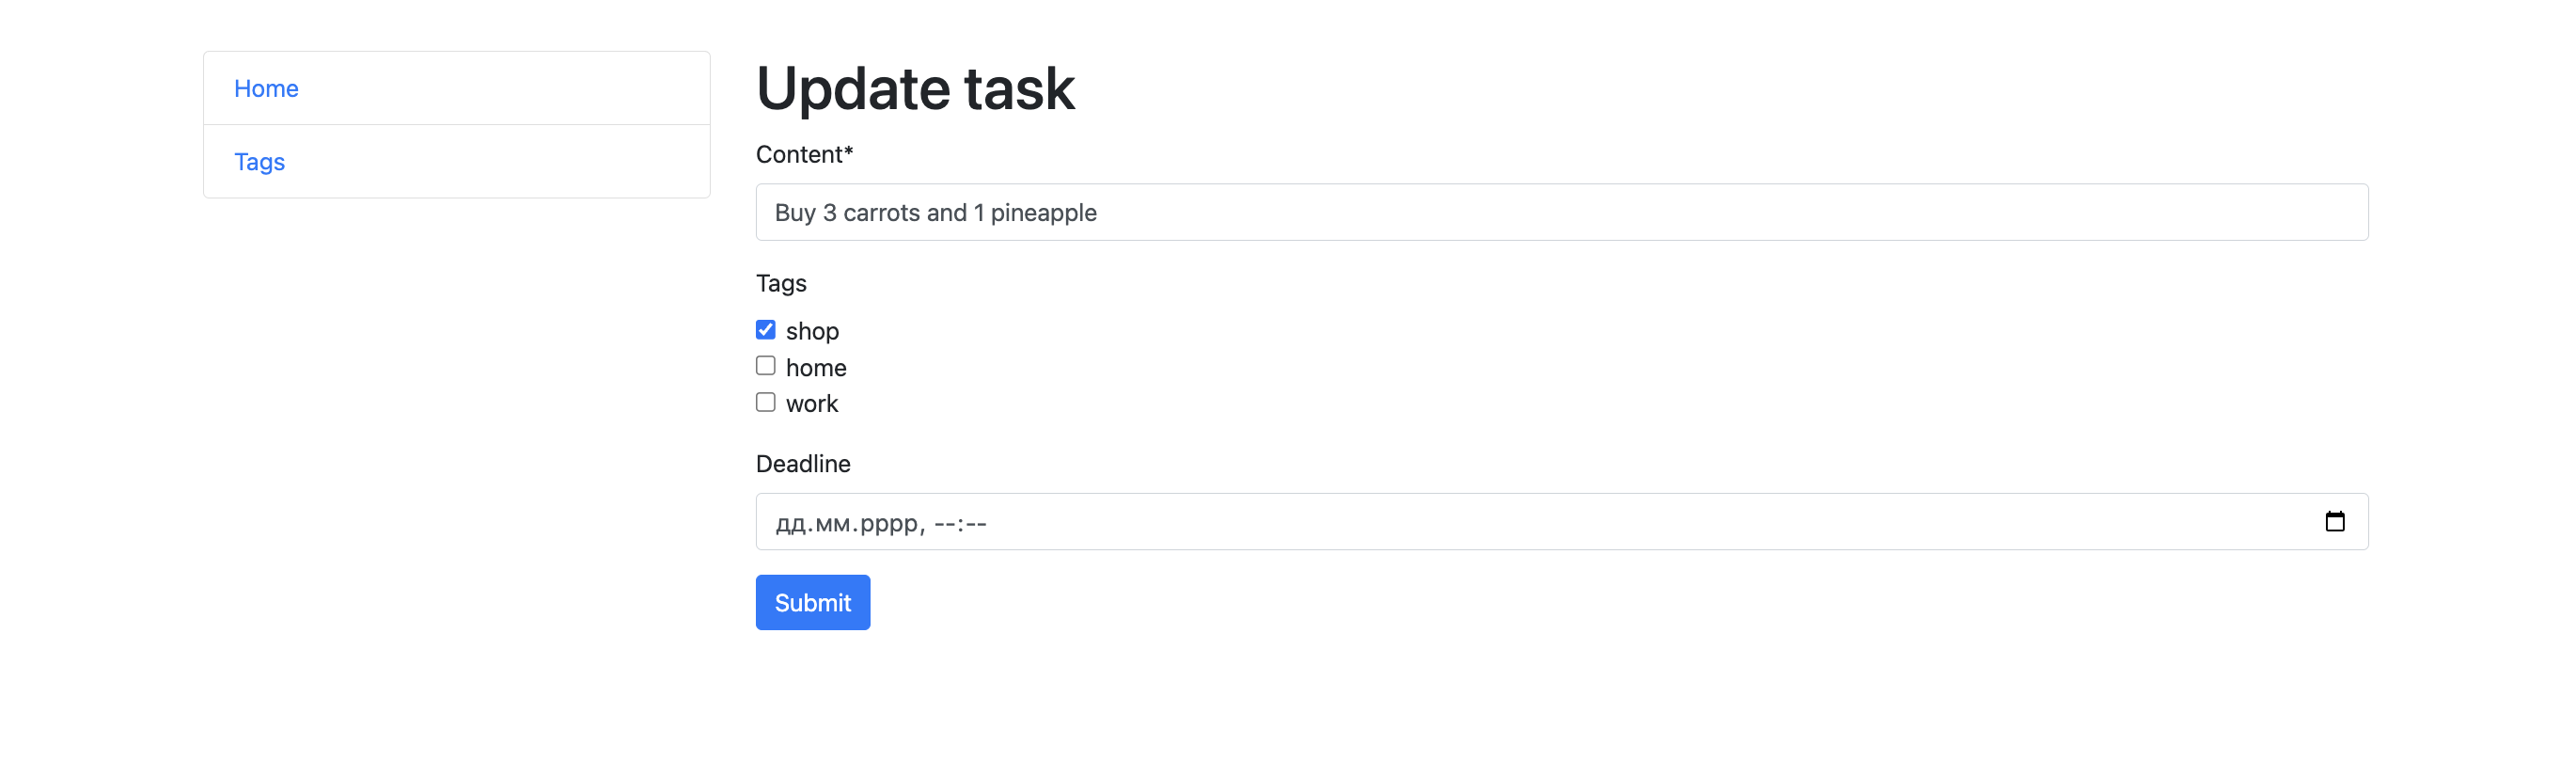 Home
Tags
Update task
Content*
Buy 3 carrots and 1 pineapple
Tags
shop
home
work
Deadline
дд.мм.рррр, --:--
Submit